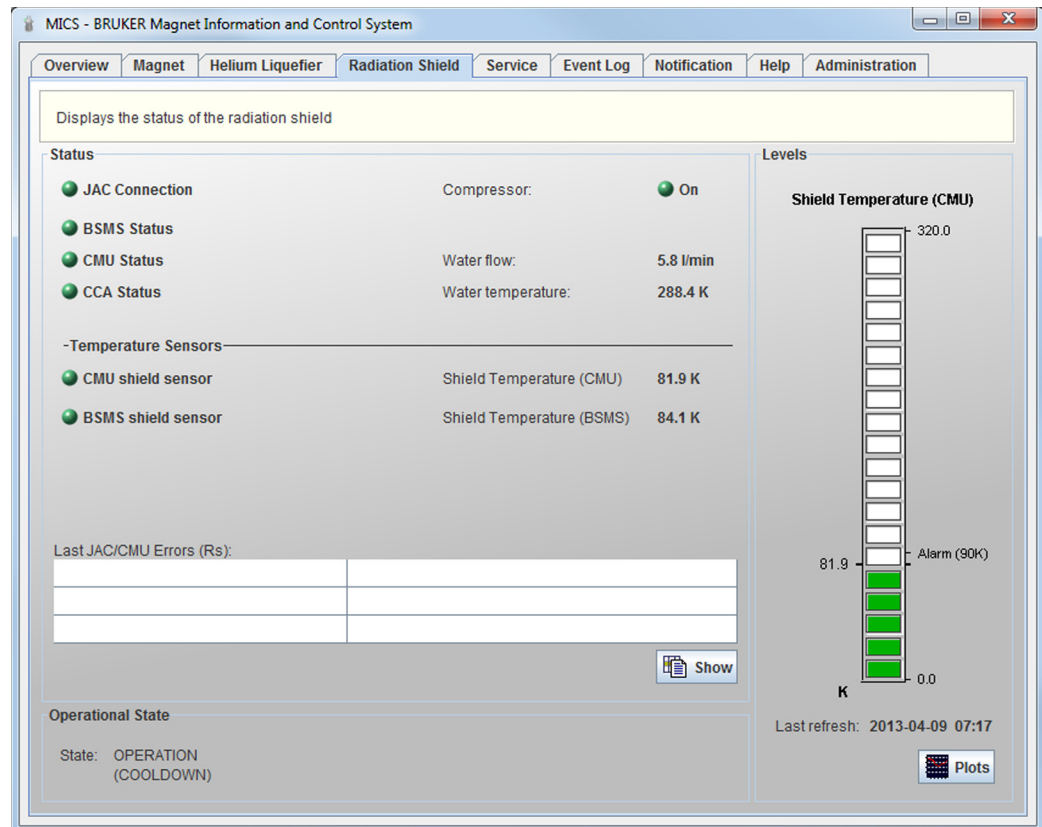 MICS - BRUKER Magnet Information and Control System
Overview Magnet Helium Liquefier Radiation Shield Service Event Log Notification Help Administration
Displays the status of the radiation shield
Status
JAC Connection Compressor: On
BSMS Status
CMU Status Water flow: 5.8 l/min
CCA Status Water temperature: 288.4 K
-Temperature Sensors
CMU shield sensor Shield Temperature (CMU) 81.9 K
BSMS shield sensor Shield Temperature (BSMS) 84.1 K
Last JAC/CMU Errors (Rs):
Show
Operational State
State: OPERATION
(COOLDOWN)
Levels
Shield Temperature (CMU)
320.0
Alarm (90K)
81.9
0.0
K
Last refresh: 2013-04-09 07:17
Plots